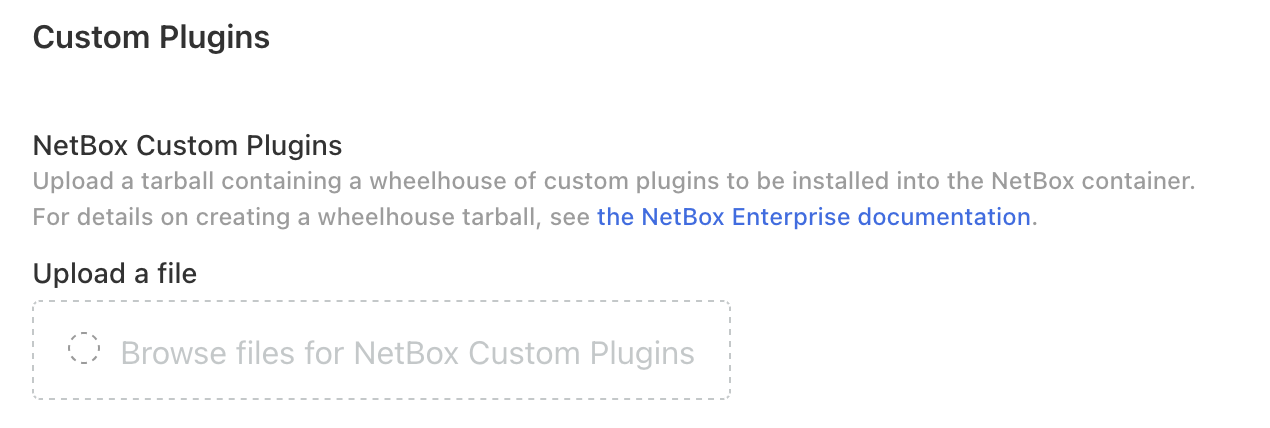 Custom Plugins
NetBox Custom Plugins
Upload a tarball containing a wheelhouse of custom plugins to be installed into the NetBox container.
For details on creating a wheelhouse tarball, see the NetBox Enterprise documentation.
Upload a file
Browse files for NetBox Custom Plugins